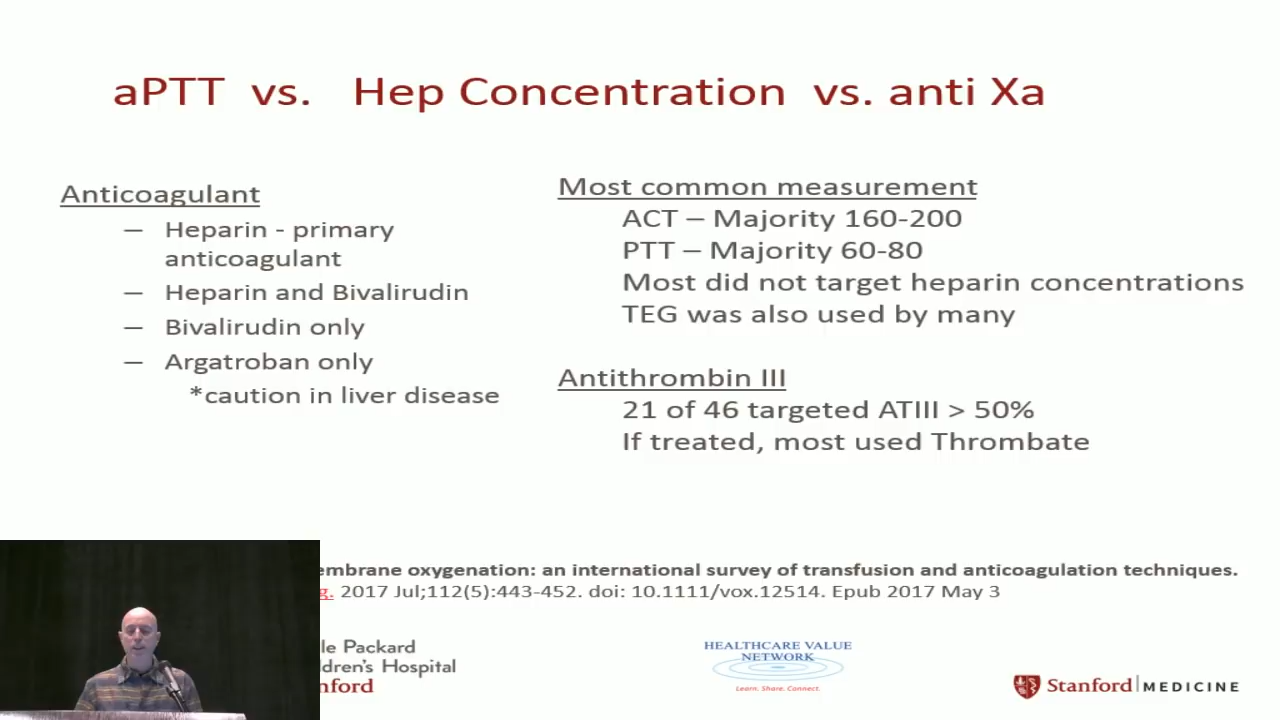 aPTT vs. Hep Concentration vs. anti Xa
Anticoagulant
— Heparin - primary
anticoagulant
— Heparin and Bivalirudin
— Bivalirudin only
— Argatroban only
*caution in liver disease
Most common measurement
ACT – Majority 160-200
PTT – Majority 60-80
Most did not target heparin concentrations
TEG was also used by many
Antithrombin III
21 of 46 targeted ATIII > 50%
If treated, most used Thrombate
embrane oxygenation: an international survey of transfusion and anticoagulation techniques.
g. 2017 Jul;112(5):443-452. doi: 10.1111/vox.12514. Epub 2017 May 3
le Packard
ldren's Hospital
nford
HEALTHCARE VALUE
NETWORK
Learn. Share. Connect.
Stanford MEDICINE